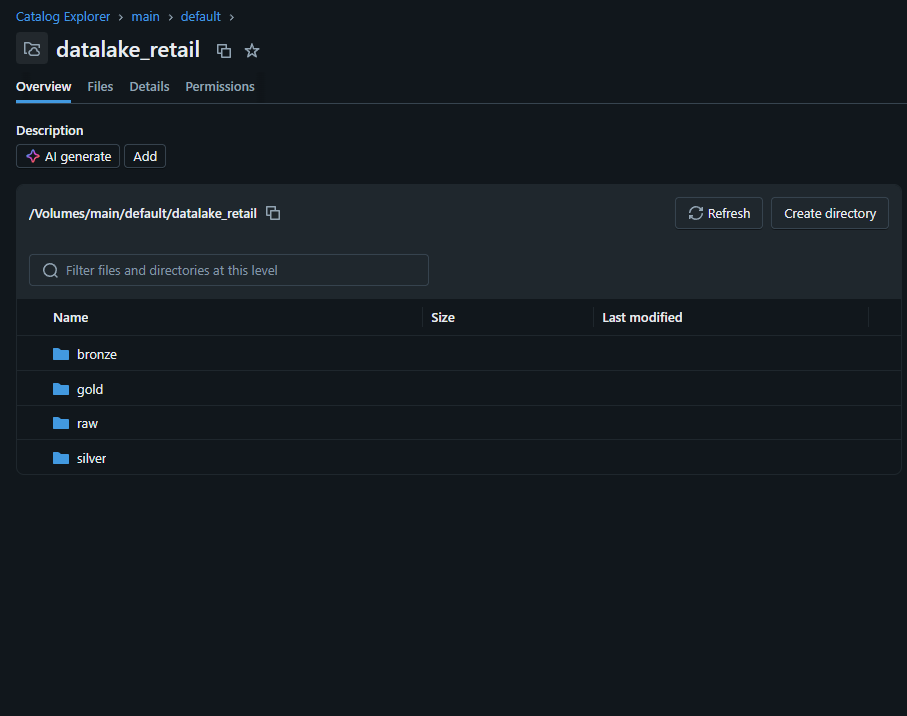 Catalog Explorer > main > default >
datalake_retail
Overview Files Details Permissions
Description
AI generate Add
/Volumes/main/default/datalake_retail Refresh Create directory
Filter files and directories at this level
Name Size Last modified
bronze
gold
raw
silver